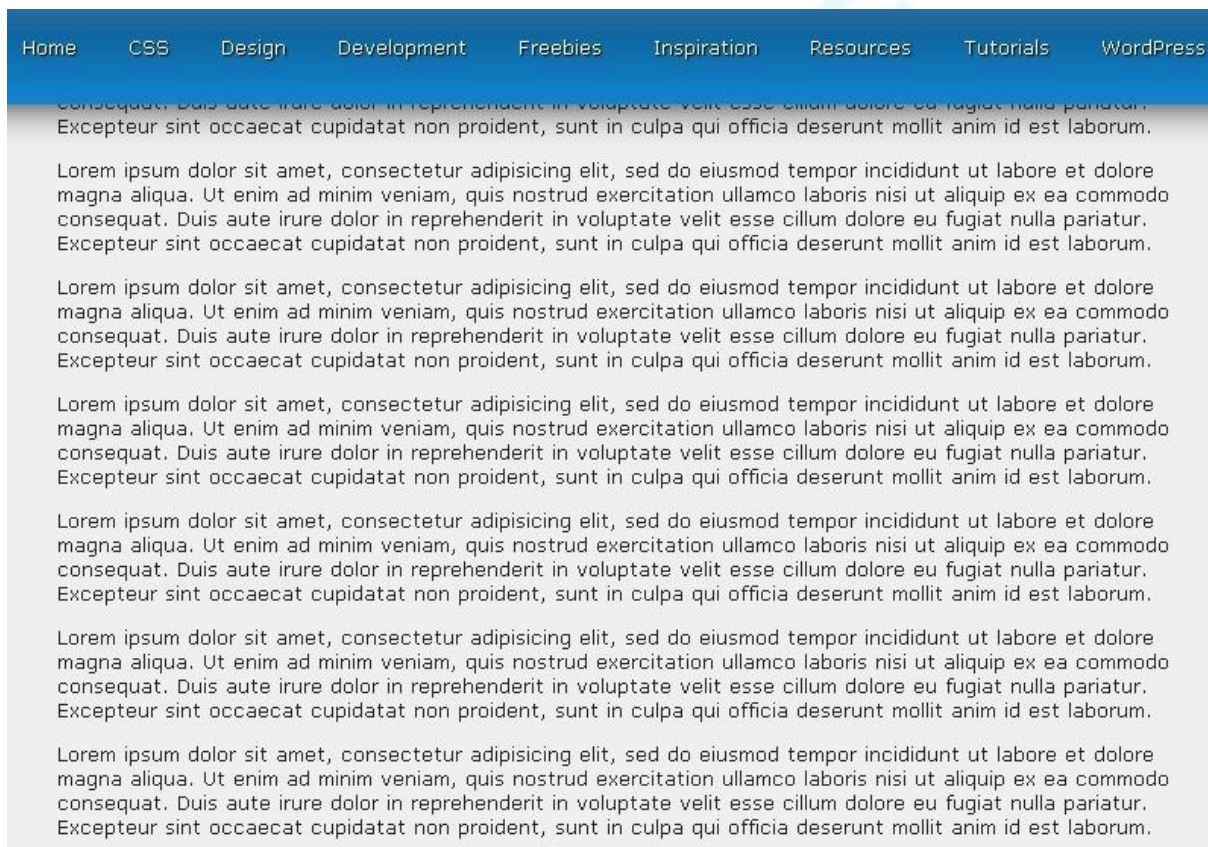 Home CSS Design Development Freebies Inspiration Resources Tutorials WordPress
consequat. Duis aute irure dolor in reprehenderit in voluptate velit esse cillum dolore eu fugiat nulla pariatur.
Excepteur sint occaecat cupidatat non proident, sunt in culpa qui officia deserunt mollit anim id est laborum.
Lorem ipsum dolor sit amet, consectetur adipisicing elit, sed do eiusmod tempor incididunt ut labore et dolore
magna aliqua. Ut enim ad minim veniam, quis nostrud exercitation ullamco laboris nisi ut aliquip ex ea commodo
consequat. Duis aute irure dolor in reprehenderit in voluptate velit esse cillum dolore eu fugiat nulla pariatur.
Excepteur sint occaecat cupidatat non proident, sunt in culpa qui officia deserunt mollit anim id est laborum.
Lorem ipsum dolor sit amet, consectetur adipisicing elit, sed do eiusmod tempor incididunt ut labore et dolore
magna aliqua. Ut enim ad minim veniam, quis nostrud exercitation ullamco laboris nisi ut aliquip ex ea commodo
consequat. Duis aute irure dolor in reprehenderit in voluptate velit esse cillum dolore eu fugiat nulla pariatur.
Excepteur sint occaecat cupidatat non proident, sunt in culpa qui officia deserunt mollit anim id est laborum.
Lorem ipsum dolor sit amet, consectetur adipisicing elit, sed do eiusmod tempor incididunt ut labore et dolore
magna aliqua. Ut enim ad minim veniam, quis nostrud exercitation ullamco laboris nisi ut aliquip ex ea commodo
consequat. Duis aute irure dolor in reprehenderit in voluptate velit esse cillum dolore eu fugiat nulla pariatur.
Excepteur sint occaecat cupidatat non proident, sunt in culpa qui officia deserunt mollit anim id est laborum.
Lorem ipsum dolor sit amet, consectetur adipisicing elit, sed do eiusmod tempor incididunt ut labore et dolore
magna aliqua. Ut enim ad minim veniam, quis nostrud exercitation ullamco laboris nisi ut aliquip ex ea commodo
consequat. Duis aute irure dolor in reprehenderit in voluptate velit esse cillum dolore eu fugiat nulla pariatur.
Excepteur sint occaecat cupidatat non proident, sunt in culpa qui officia deserunt mollit anim id est laborum.
Lorem ipsum dolor sit amet, consectetur adipisicing elit, sed do eiusmod tempor incididunt ut labore et dolore
magna aliqua. Ut enim ad minim veniam, quis nostrud exercitation ullamco laboris nisi ut aliquip ex ea commodo
consequat. Duis aute irure dolor in reprehenderit in voluptate velit esse cillum dolore eu fugiat nulla pariatur.
Excepteur sint occaecat cupidatat non proident, sunt in culpa qui officia deserunt mollit anim id est laborum.
Lorem ipsum dolor sit amet, consectetur adipisicing elit, sed do eiusmod tempor incididunt ut labore et dolore
magna aliqua. Ut enim ad minim veniam, quis nostrud exercitation ullamco laboris nisi ut aliquip ex ea commodo
consequat. Duis aute irure dolor in reprehenderit in voluptate velit esse cillum dolore eu fugiat nulla pariatur.
Excepteur sint occaecat cupidatat non proident, sunt in culpa qui officia deserunt mollit anim id est laborum.